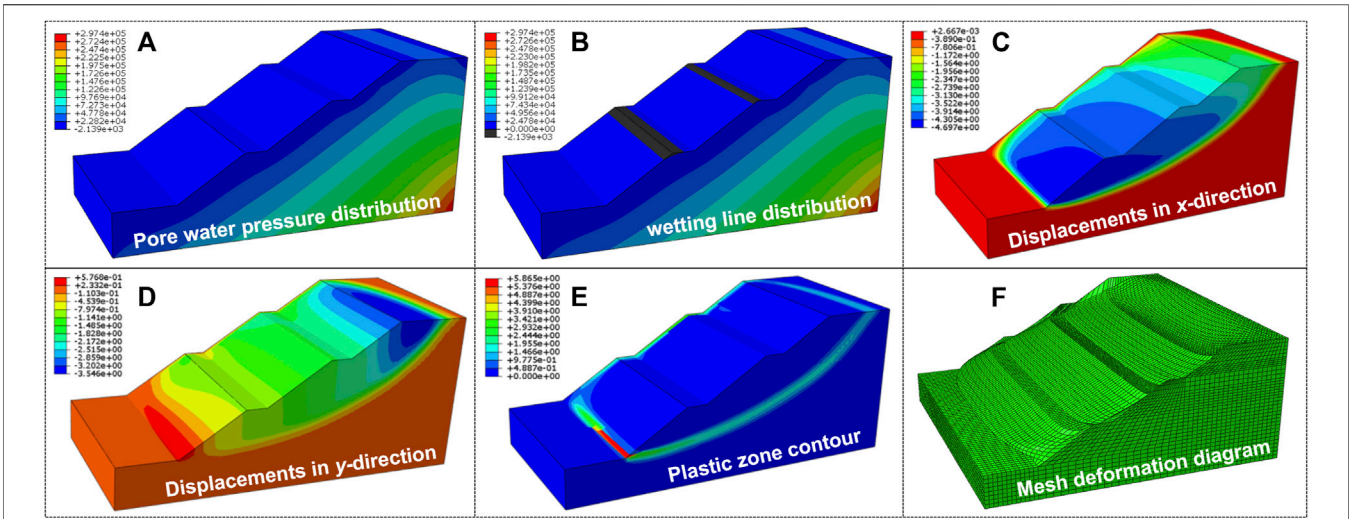 A
+2.974e+05
+2.724e+05
+2.474e+05
+2.225e+05
+1.975e+05
+1.726e+05
+1.476e+05
+1.226e+05
+9.769e+04
+7.273e+04
+4.778e+04
+2.282e+04
-2.139e+03
Pore water pressure distribution
B
+2.974e+05
+2.726e+05
+2.478e+05
+2.230e+05
+1.982e+05
+1.735e+05
+1.487e+05
+1.239e+05
+9.912e+04
+7.434e+04
+4.956e+04
+2.478e+04
+0.000e+00
-2.139e+03
wetting line distribution
C
+2.667e-03
-3.890e-01
-7.806e-01
-1.172e+00
-1.564e+00
-1.956e+00
-2.347e+00
-2.739e+00
-3.130e+00
-3.522e+00
-3.914e+00
-4.305e+00
-4.697e+00
Displacements in x-direction
D
+5.768e-01
+2.332e-01
-1.103e-01
-4.539e-01
-7.974e-01
-1.141e+00
-1.485e+00
-1.828e+00
-2.172e+00
-2.515e+00
-2.859e+00
-3.202e+00
-3.546e+00
Displacements in y-direction
E
+5.865e+00
+5.376e+00
+4.887e+00
+4.399e+00
+3.910e+00
+3.421e+00
+2.932e+00
+2.444e+00
+1.955e+00
+1.466e+00
+9.775e-01
+4.887e-01
+0.000e+00
Plastic zone contour
F
Mesh deformation diagram